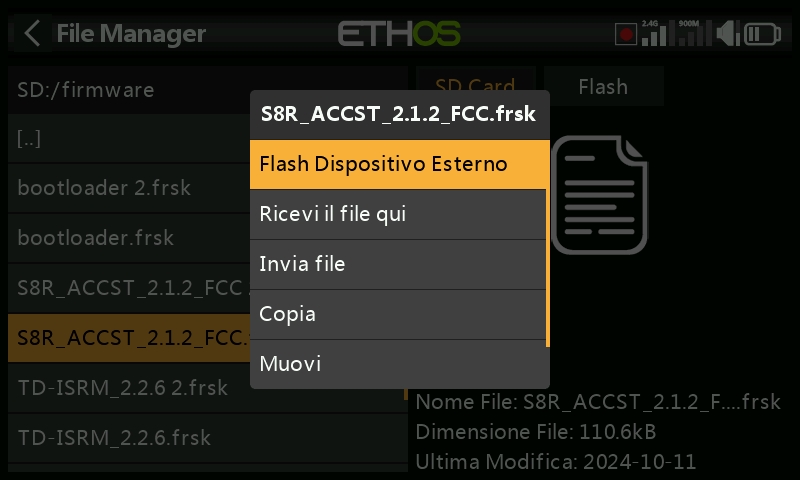 File Manager
ETHOS
2.4G
900M
SD:/firmware
SD Card
Flash
[..]
bootloader 2.frsk
bootloader.frsk
S8R_ACCST_2.1.2_FCC
S8R_ACCST_2.1.2_FCC.
TD-ISRM_2.2.6 2.frsk
TD-ISRM_2.2.6.frsk
S8R_ACCST_2.1.2_FCC.frsk
Flash Dispositivo Esterno
Ricevi il file qui
Invia file
Copia
Muovi
Nome File: S8R_ACCST_2.1.2_F....frsk
Dimensione File: 110.6kB
Ultima Modifica: 2024-10-11